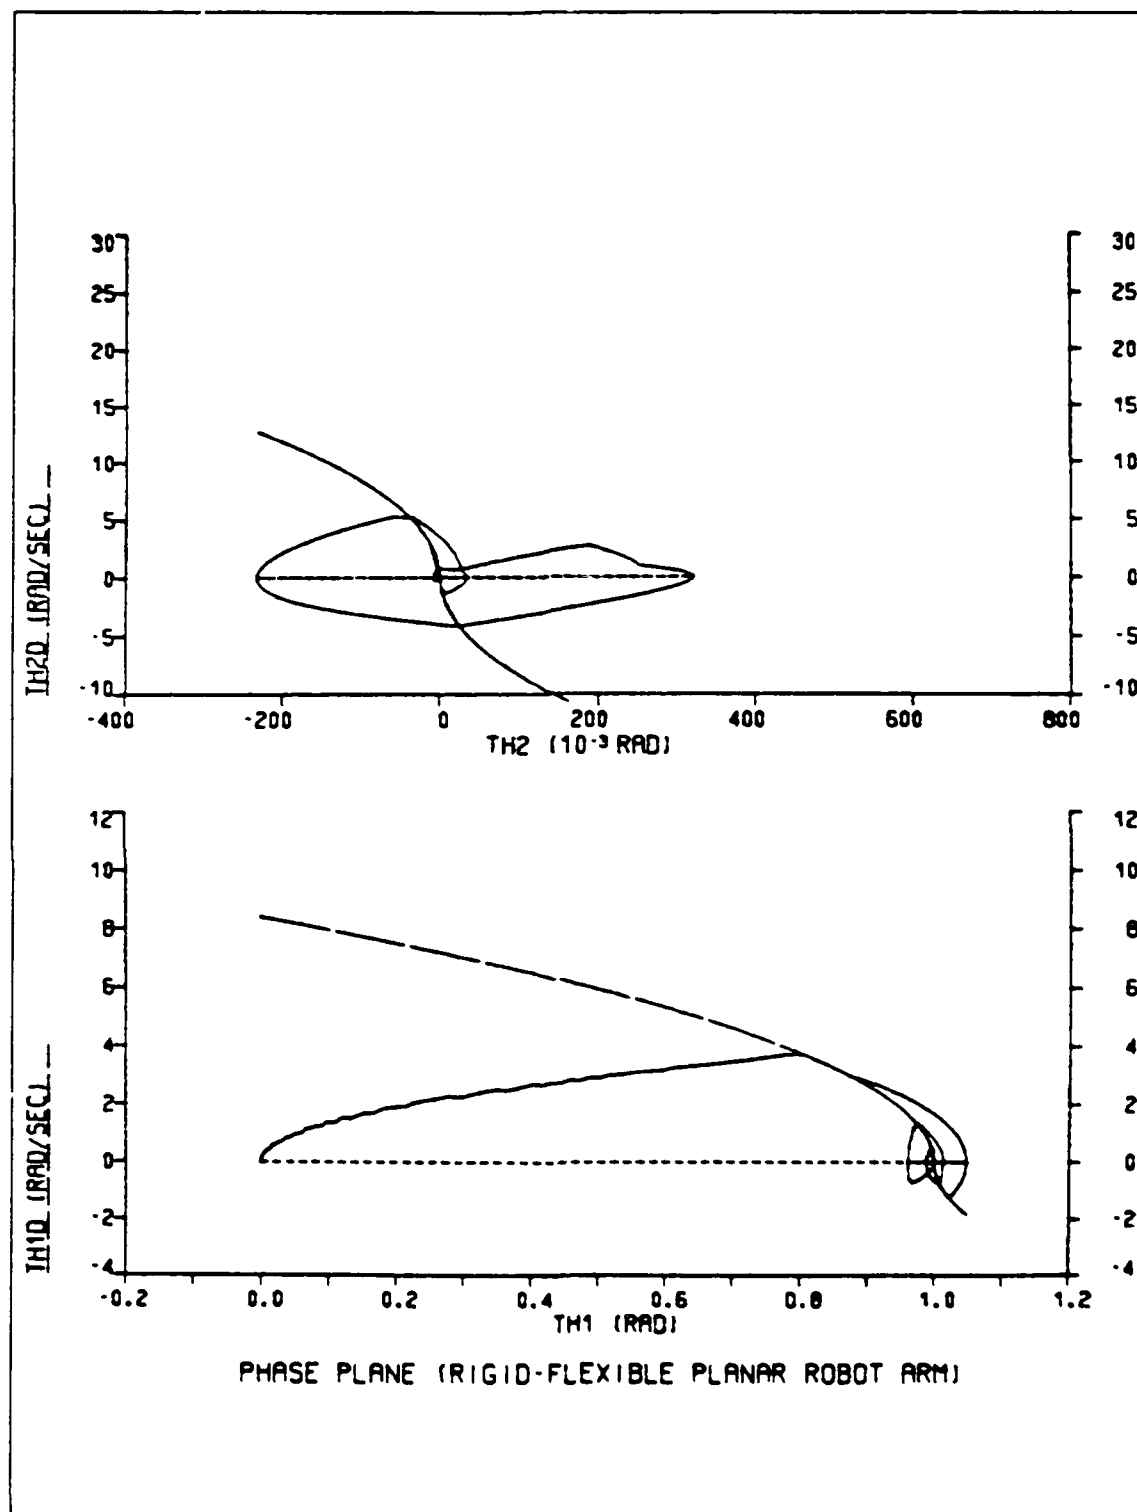 30 30
25 25
20 20
15 15
10 10
5 5
0 0
-5 -5
-10 -10
TH2D (RAD/SEC)
-400 -200 0 200 400 600 800
TH2 (10-3 RAD)
12 12
10 10
8 8
6 6
4 4
2 2
0 0
-2 -2
-4 -4
TH1D (RAD/SEC)
-0.2 0.0 0.2 0.4 0.6 0.8 1.0 1.2
TH1 (RAD)
PHASE PLANE (RIGID-FLEXIBLE PLANAR ROBOT ARM)